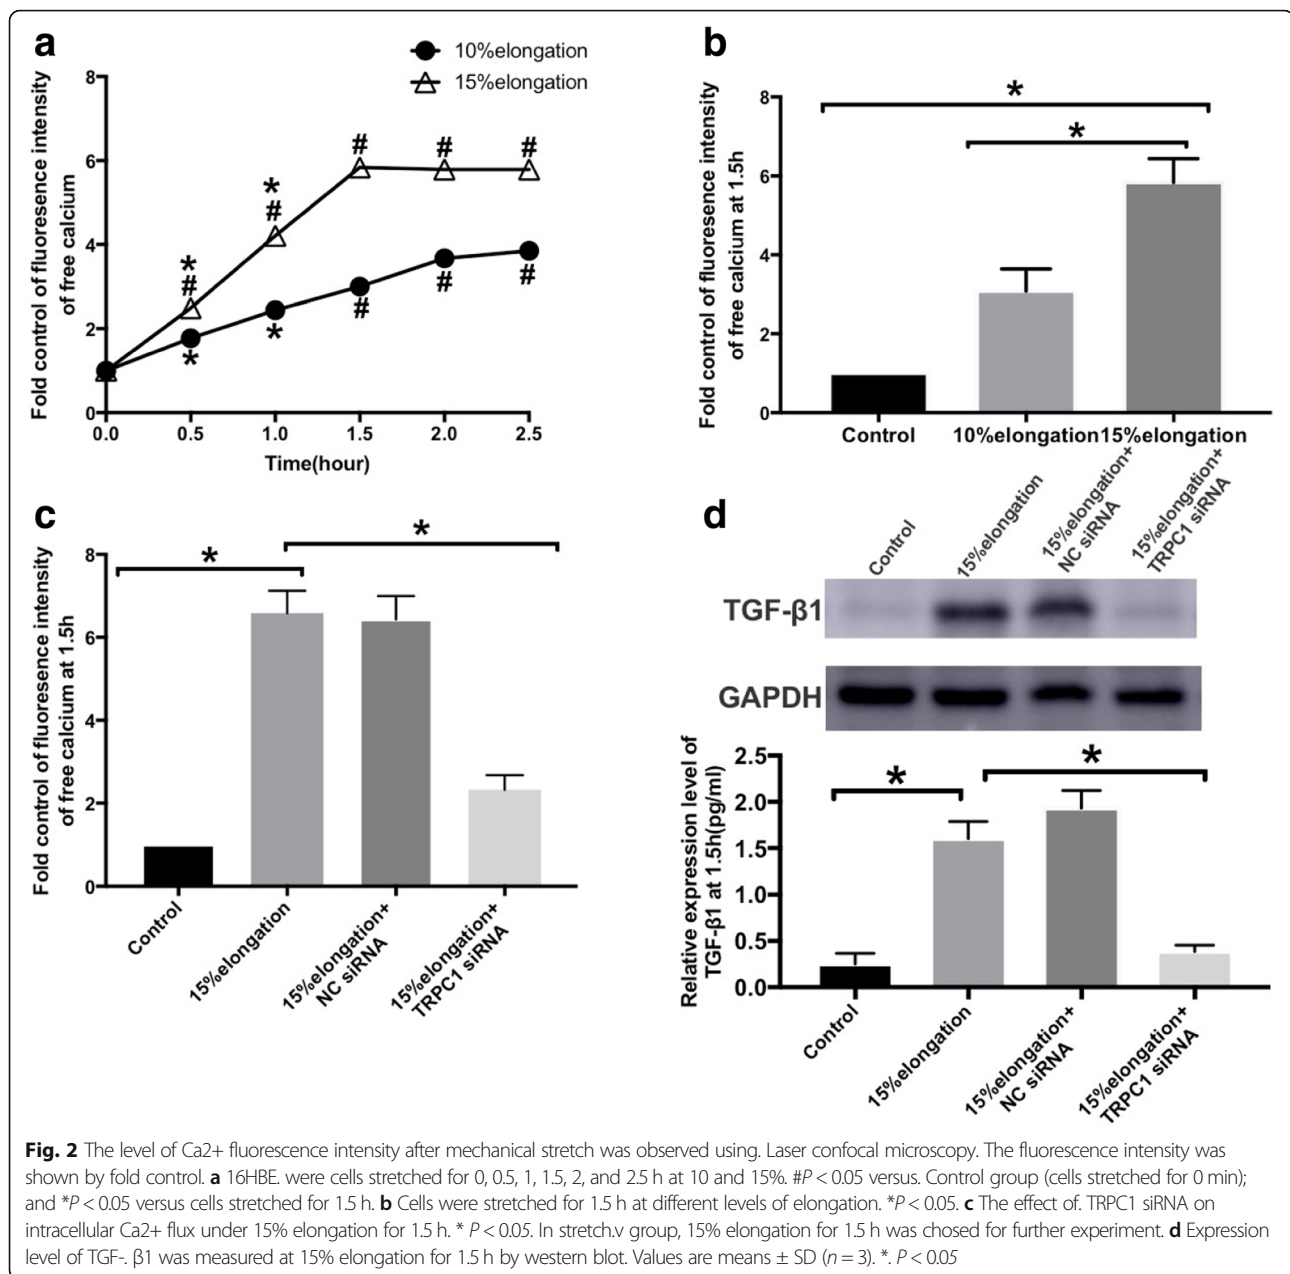 a
10%elongation
15%elongation
Fold control of fluoresence intensity
of free calcium
8
6
4
2
0
# # #
* #
* #
* * # # #
0.0 0.5 1.0 1.5 2.0 2.5
Time(hour)
b
Fold control of fluoresence intensity
of free calcium at 1.5h
8
6
4
2
0
*
*
Control 10%elongation 15%elongation
c
Fold control of fluoresence intensity
of free calcium at 1.5h
8
6
4
2
0
*
*
Control
15%elongation
15%elongation+
NC siRNA
15%elongation+
TRPC1 siRNA
d
Control
15%elongation
15%elongation+
NC siRNA
15%elongation+
TRPC1 siRNA
TGF-β1
GAPDH
Relative expression level of
TGF-β1 at 1.5h(pg/ml)
2.5
2.0
1.5
1.0
0.5
0.0
*
*
Control
15%elongation
15%elongation+
NC siRNA
15%elongation+
TRPC1 siRNA
Fig. 2 The level of Ca2+ fluorescence intensity after mechanical stretch was observed using. Laser confocal microscopy. The fluorescence intensity was
shown by fold control. a 16HBE. were cells stretched for 0, 0.5, 1, 1.5, 2, and 2.5 h at 10 and 15%. #P < 0.05 versus. Control group (cells stretched for 0 min);
and *P < 0.05 versus cells stretched for 1.5 h. b Cells were stretched for 1.5 h at different levels of elongation. *P < 0.05. c The effect of. TRPC1 siRNA on
intracellular Ca2+ flux under 15% elongation for 1.5 h. * P < 0.05. In stretch.v group, 15% elongation for 1.5 h was chosed for further experiment. d Expression
level of TGF-. β1 was measured at 15% elongation for 1.5 h by western blot. Values are means ± SD (n = 3). *. P < 0.05